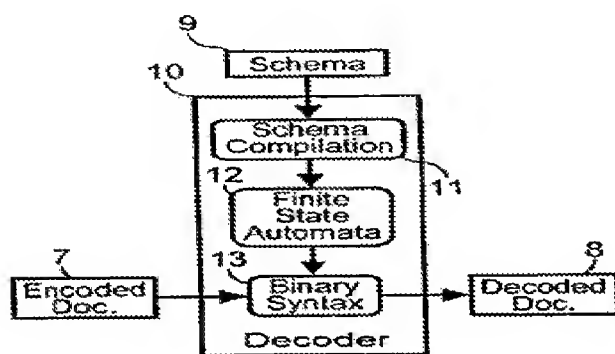 9
Schema
10
Schema
Compilation
11
12
Finite
State
Automata
7
13
8
Encoded
Doc.
Binary
Syntax
Decoded
Doc.
Decoder